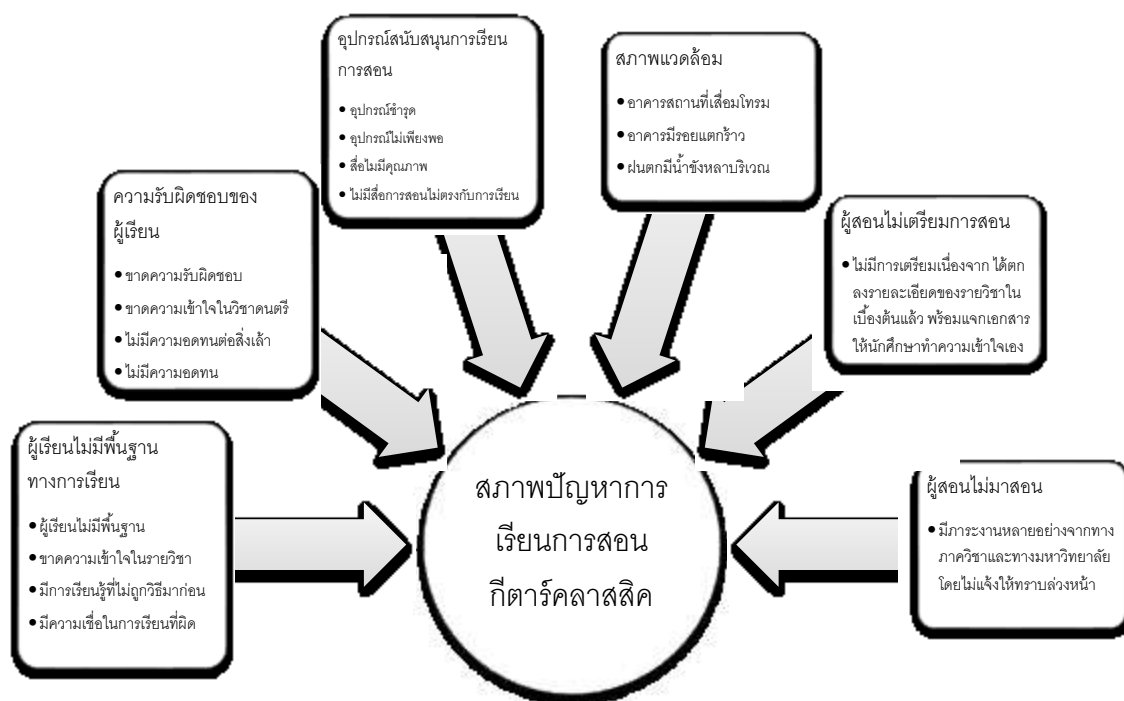 อุปกรณ์สนับสนุนการเรียน
การสอน
• อุปกรณ์ชำรุด
• อุปกรณ์ไม่เพียงพอ
• สื่อไม่มีคุณภาพ
• ไม่มีสื่อการสอนไม่ตรงกับการเรียน
สภาพแวดล้อม
• อาคารสถานที่เสื่อมโทรม
• อาคารมีรอยแตกร้าว
• ฝนตกมีน้ำขังหลาบริเวณ
ความรับผิดชอบของ
ผู้เรียน
• ขาดความรับผิดชอบ
• ขาดความเข้าใจในวิชาดนตรี
• ไม่มีความอดทนต่อสิ่งเล้า
• ไม่มีความอดทน
ผู้สอนไม่เตรียมการสอน
• ไม่มีการเตรียมเนื่องจาก ได้ตก
ลงรายละเอียดของรายวิชาใน
เบื้องต้นแล้ว พร้อมแจกเอกสาร
ให้นักศึกษาทำความเข้าใจเอง
ผู้เรียนไม่มีพื้นฐาน
ทางการเรียน
• ผู้เรียนไม่มีพื้นฐาน
• ขาดความเข้าใจในรายวิชา
• มีการเรียนรู้ที่ไม่ถูกวิธีมาก่อน
• มีความเชื่อในการเรียนที่ผิด
สภาพปัญหาการ
เรียนการสอน
กีตาร์คลาสสิค
ผู้สอนไม่มาสอน
• มีภาระงานหลายอย่างจากทาง
ภาควิชาและทางมหาวิทยาลัย
โดยไม่แจ้งให้ทราบล่วงหน้า